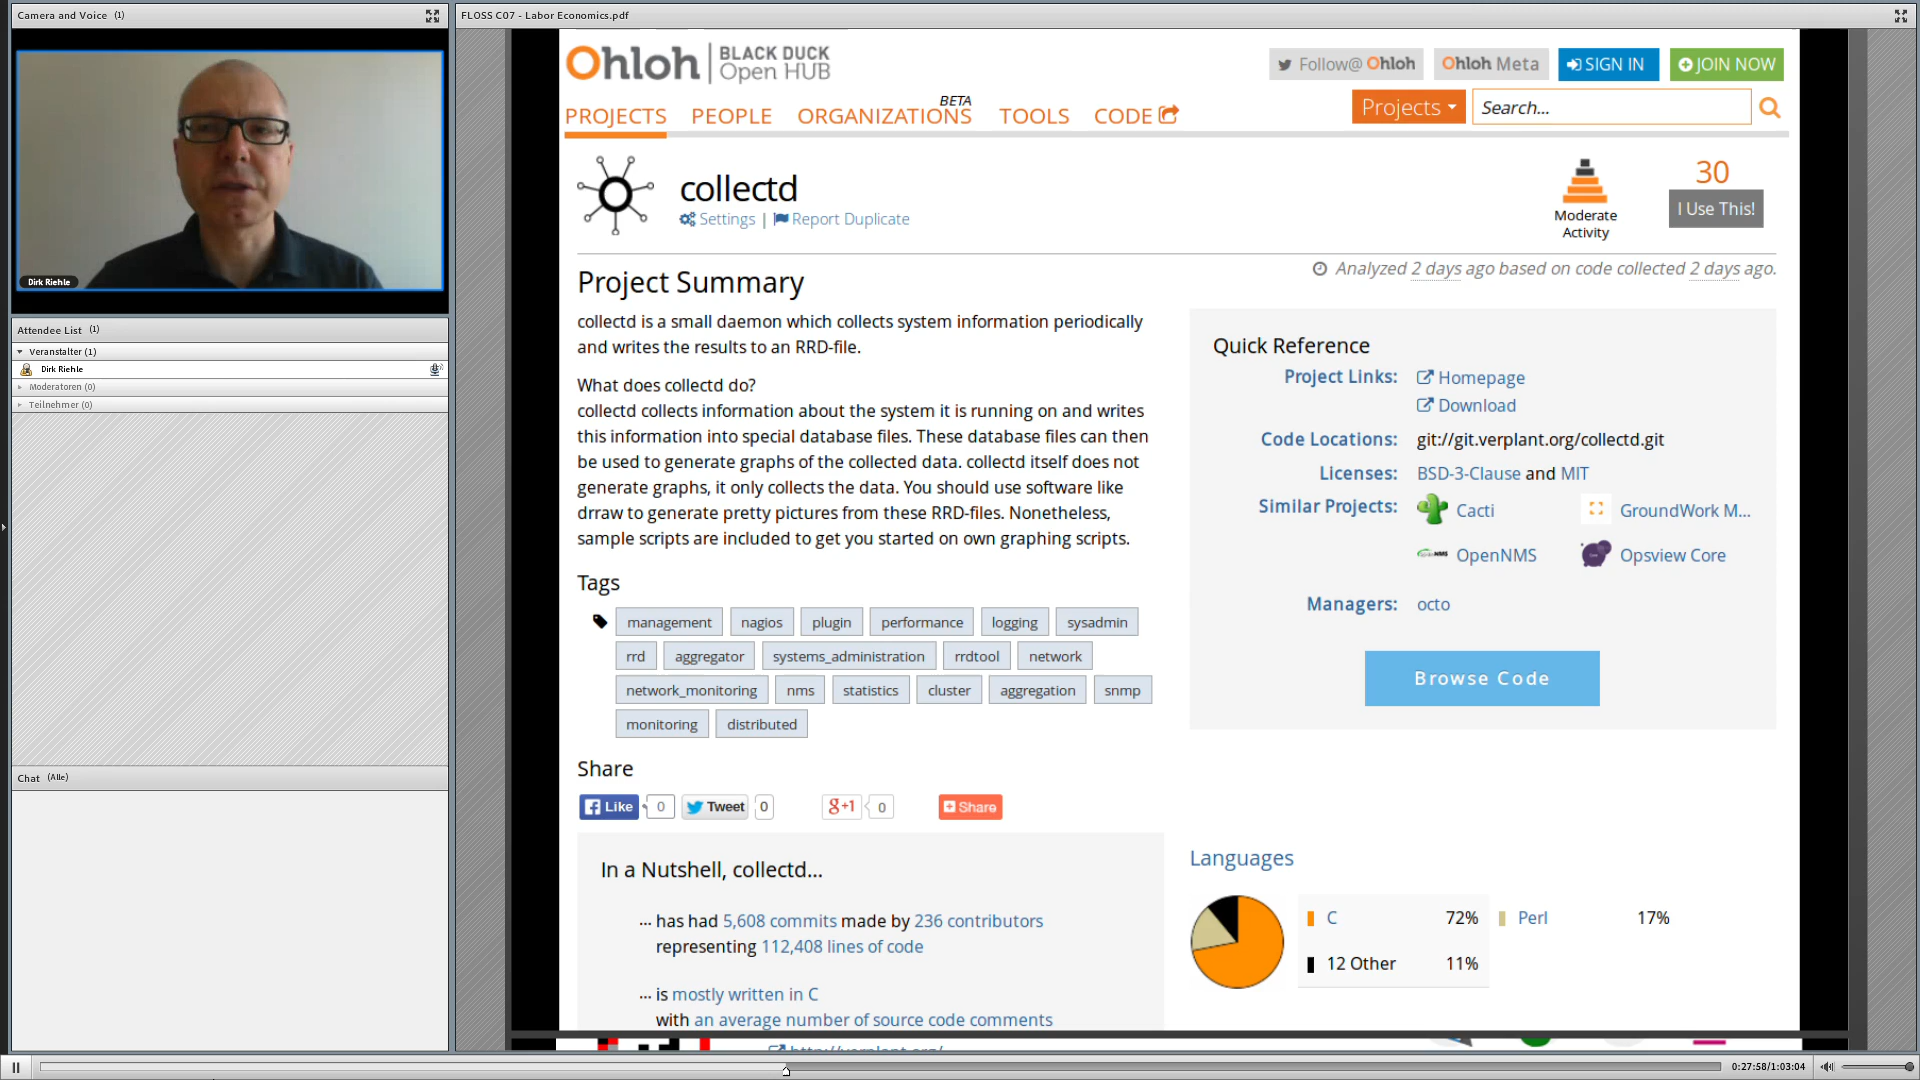 Camera and Voice (1)
Dirk Riehle
Attendee List (1)
Veranstalter (1)
Dirk Riehle
Moderatoren (0)
Teilnehmer (0)
Chat (Alle)
FLOSS C07 - Labor Economics.pdf
Ohloh BLACK DUCK Open HUB
Follow@ Ohloh Ohloh Meta SIGN IN JOIN NOW
PROJECTS PEOPLE ORGANIZATIONS BETA TOOLS CODE Projects Search...
collectd
Settings | Report Duplicate
Moderate Activity
30
I Use This!
Analyzed 2 days ago based on code collected 2 days ago.
Project Summary
collectd is a small daemon which collects system information periodically
and writes the results to an RRD-file.
What does collectd do?
collectd collects information about the system it is running on and writes
this information into special database files. These database files can then
be used to generate graphs of the collected data. collectd itself does not
generate graphs, it only collects the data. You should use software like
drraw to generate pretty pictures from these RRD-files. Nonetheless,
sample scripts are included to get you started on own graphing scripts.
Tags
management nagios plugin performance logging sysadmin
rrd aggregator systems_administration rrdtool network
network_monitoring nms statistics cluster aggregation snmp
monitoring distributed
Share
Like 0 Tweet 0 g+1 0 Share
Quick Reference
Project Links: Homepage
Download
Code Locations: git://git.verplant.org/collectd.git
Licenses: BSD-3-Clause and MIT
Similar Projects: Cacti GroundWork M...
OpenNMS Opsview Core
Managers: octo
Browse Code
In a Nutshell, collectd...
... has had 5,608 commits made by 236 contributors
representing 112,408 lines of code
... is mostly written in C
with an average number of source code comments
Languages
C 72% Perl 17%
12 Other 11%
http://verplant.org/
0:27:58/1:03:04